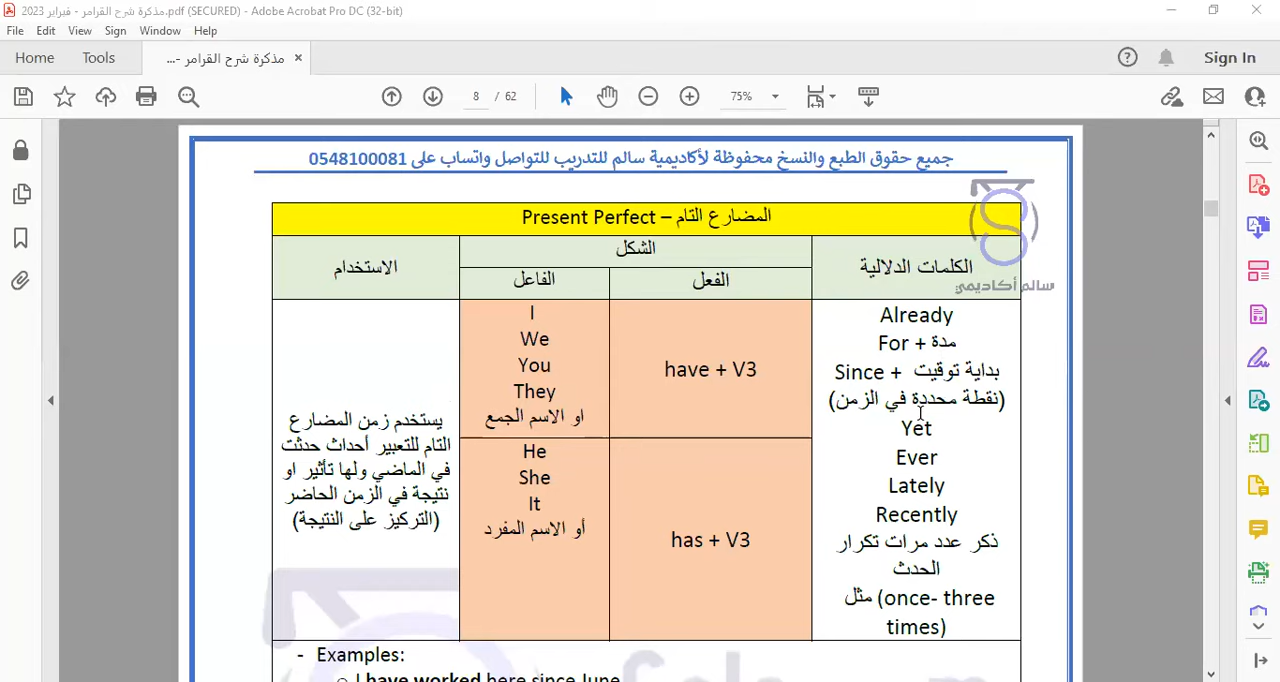 مذكرة شرح القرامر - فبراير 2023.pdf (SECURED) - Adobe Acrobat Pro DC (32-bit)
File Edit View Sign Window Help
Home Tools مذكرة شرح القرامر -... × Sign In
8 / 62 75%
جميع حقوق الطبع والنسخ محفوظة لأكاديمية سالم للتدريب للتواصل واتساب على 0548100081
المضارع التام – Present Perfect
الكلمات الدلالية
الشكل
الاستخدام
الفعل
الفاعل
سالم أكاديمي
Already
For + مدة
Since + بداية توقيت
(نقطة محددة في الزمن)
Yet
Ever
Lately
Recently
ذكر عدد مرات تكرار
الحدث
مثل (once- three
times)
have + V3
has + V3
I
We
You
They
او الاسم الجمع
He
She
It
أو الاسم المفرد
يستخدم زمن المضارع
التام للتعبير أحداث حدثت
في الماضي ولها تأثير او
نتيجة في الزمن الحاضر
(التركيز على النتيجة)
- Examples:
o I have worked here since June